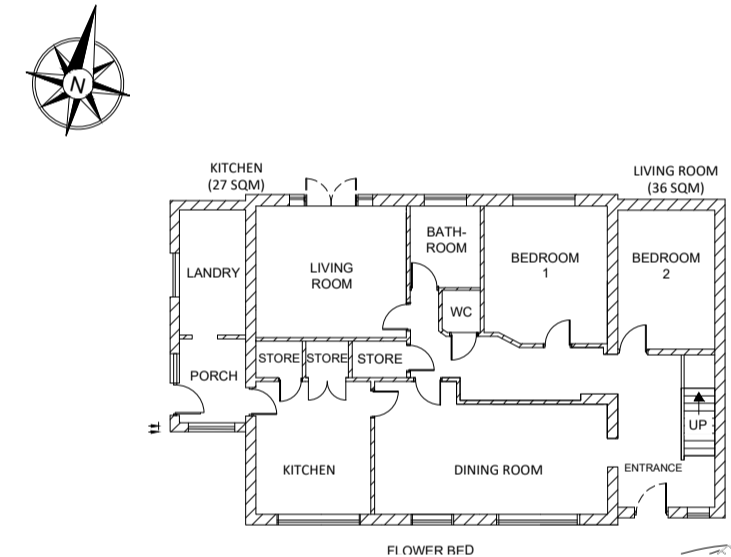 N
KITCHEN
(27 SQM)
LIVING ROOM
(36 SQM)
BATH-
ROOM
LANDRY
LIVING
ROOM
BEDROOM
1
BEDROOM
2
WC
STORE
STORE
STORE
PORCH
UP
KITCHEN
DINING ROOM
ENTRANCE
FLOWER BED